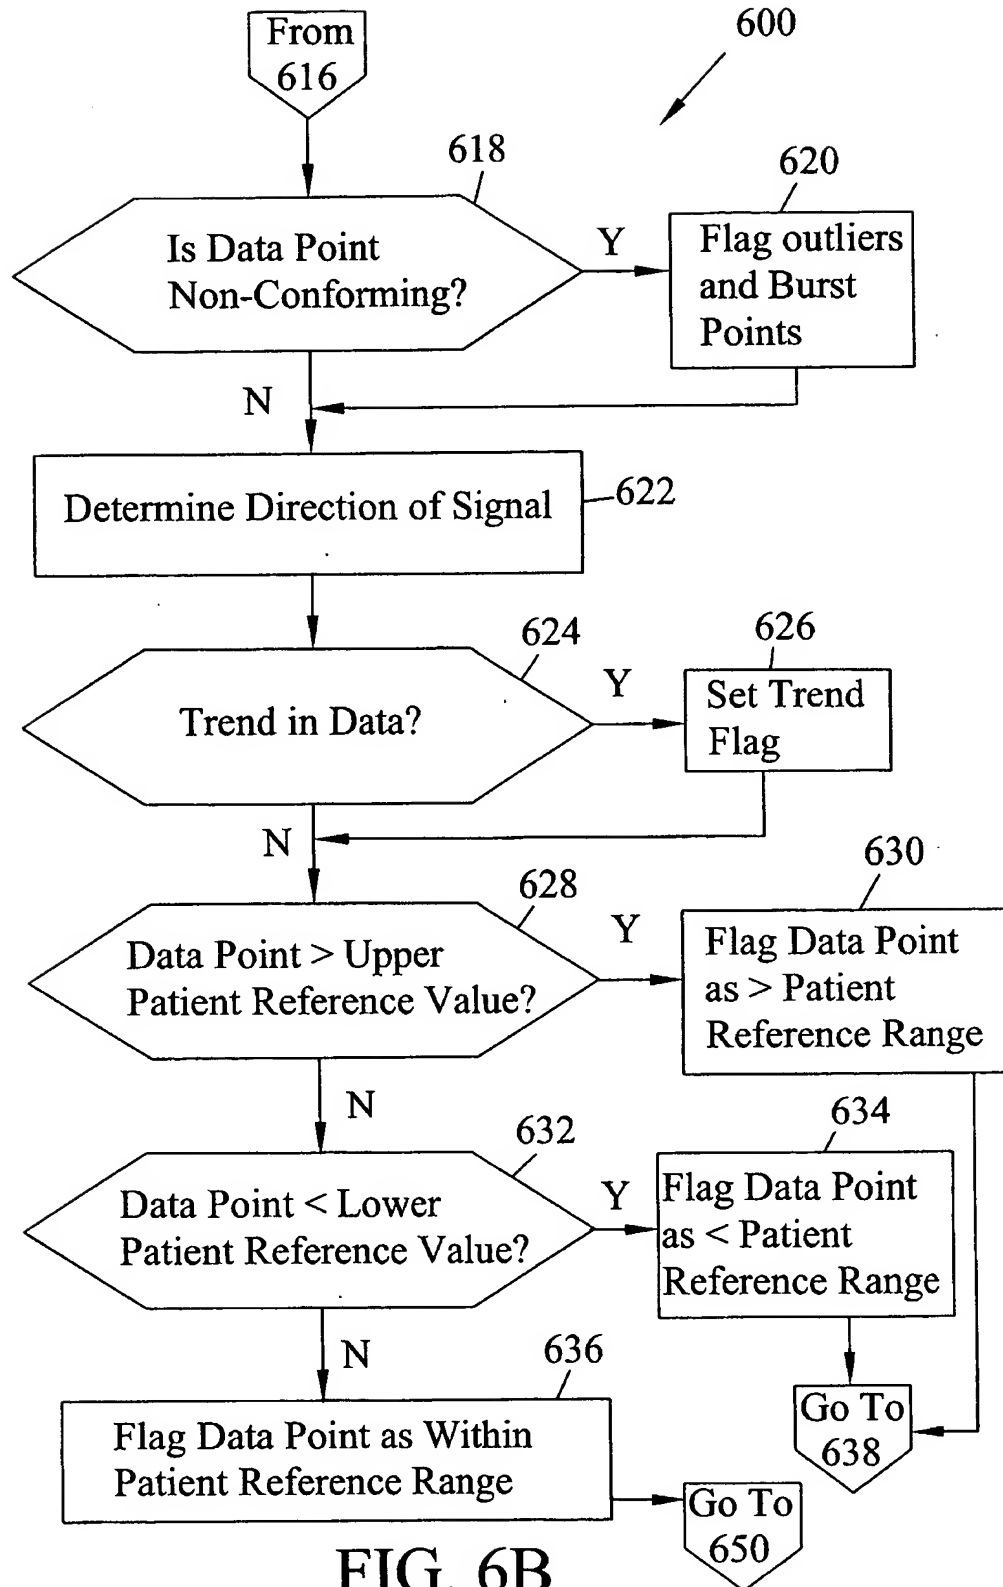 From
616
600
618
Is Data Point
Non-Conforming?
Y
620
Flag outliers
and Burst
Points
N
Determine Direction of Signal
622
624
Trend in Data?
Y
626
Set Trend
Flag
N
628
Data Point > Upper
Patient Reference Value?
Y
630
Flag Data Point
as > Patient
Reference Range
N
632
Data Point < Lower
Patient Reference Value?
Y
634
Flag Data Point
as < Patient
Reference Range
N
636
Flag Data Point as Within
Patient Reference Range
Go To
638
Go To
650
FIG. 6B